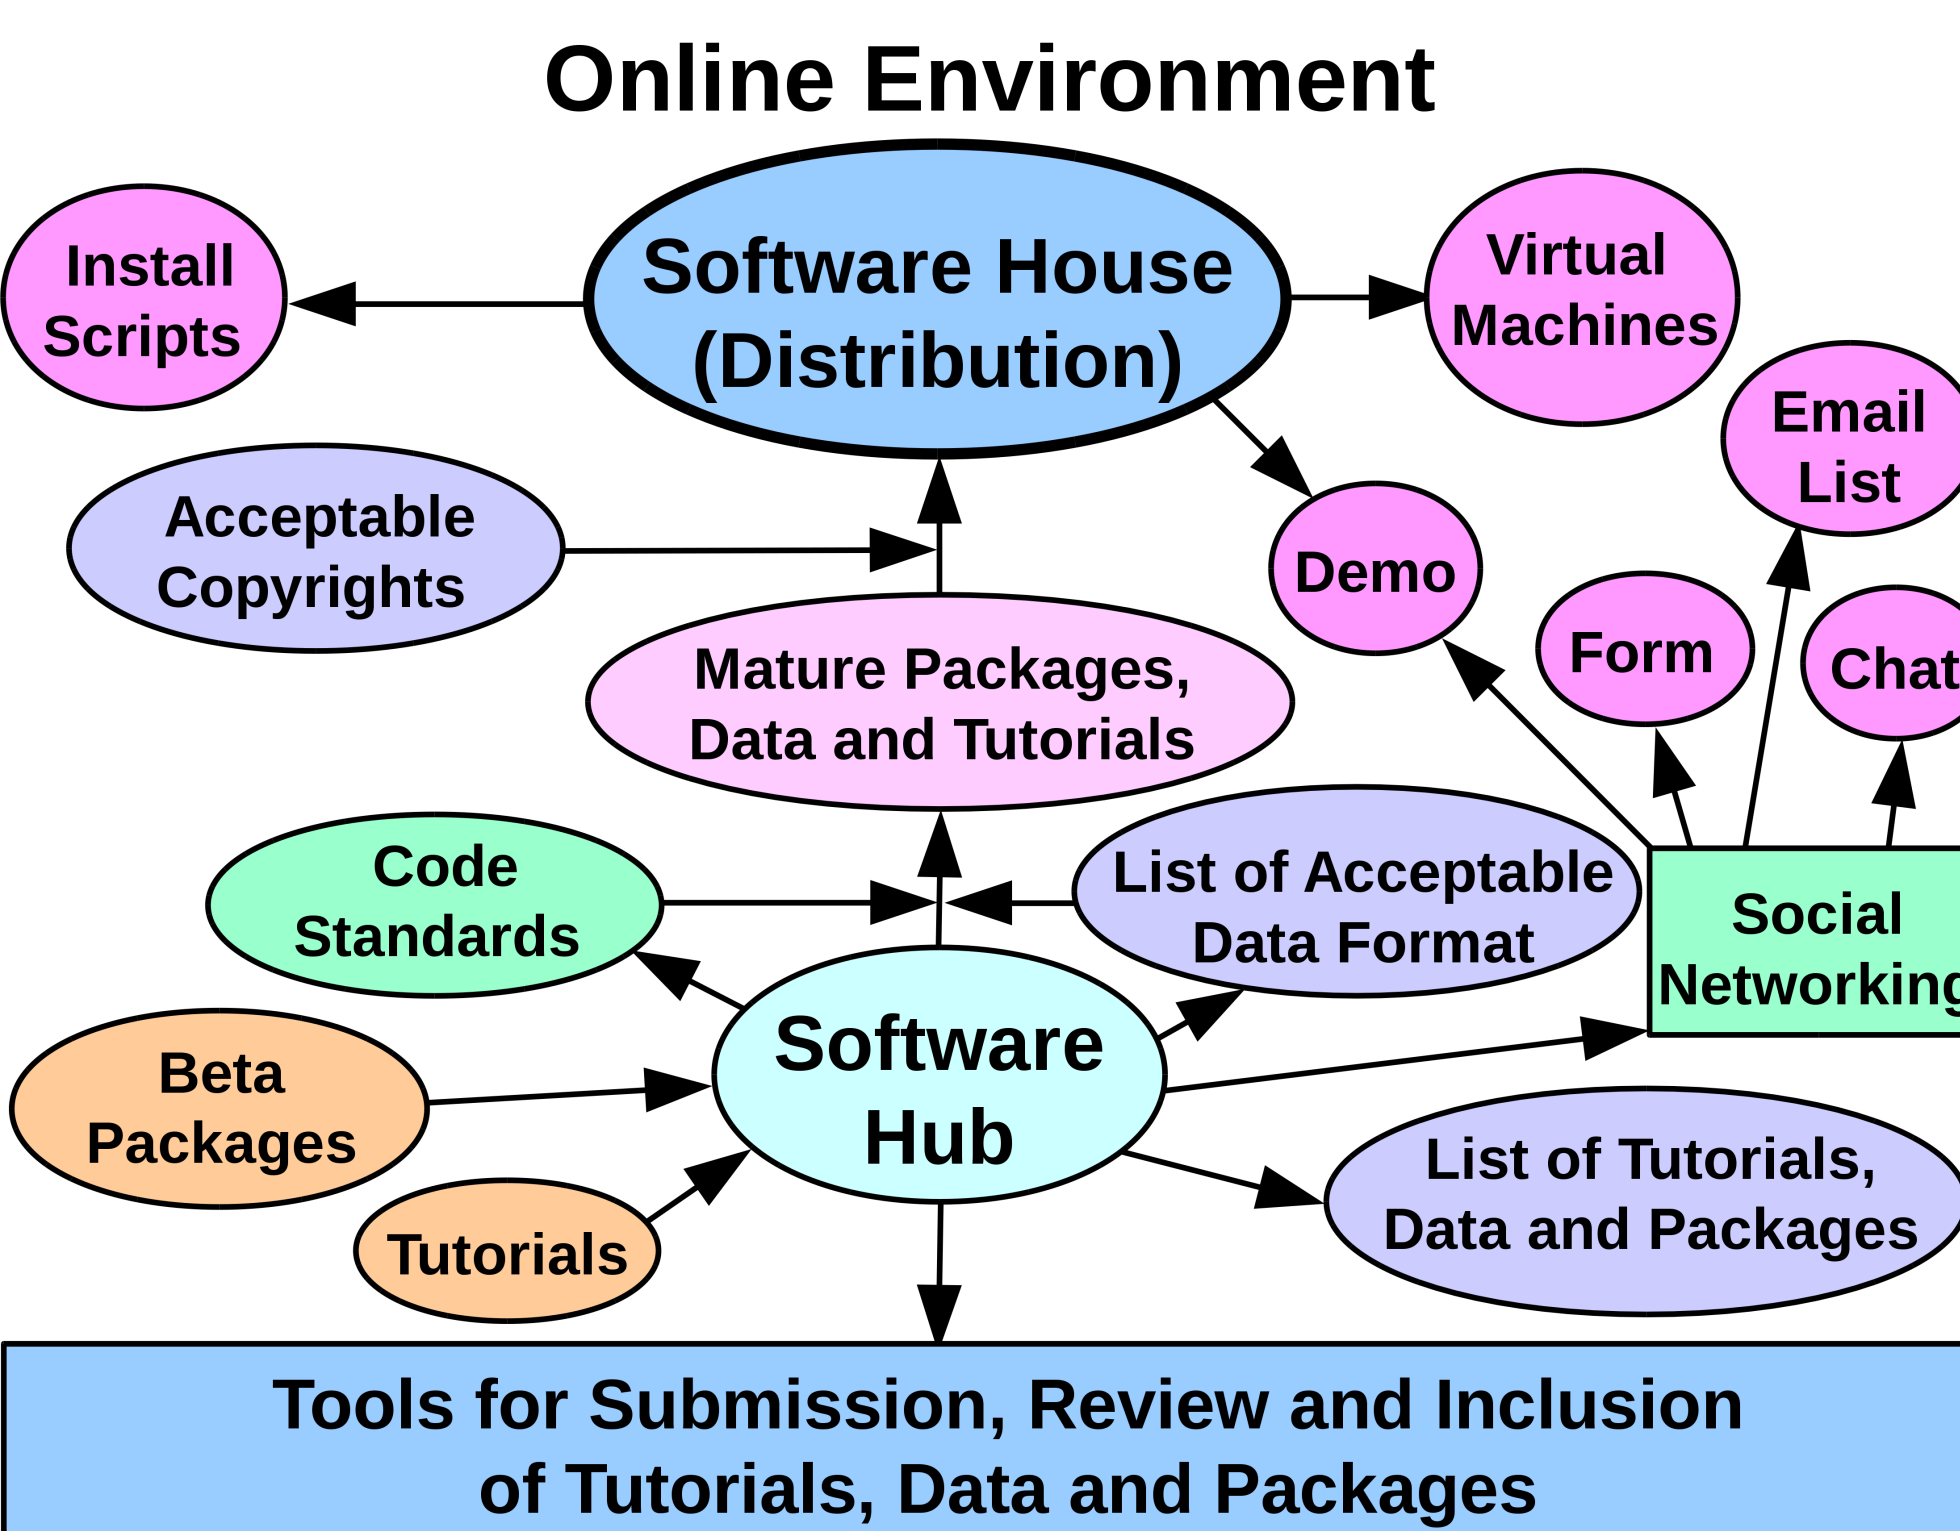 Online Environment
Software House
(Distribution)
Install
Scripts
Virtual
Machines
Email
List
Acceptable
Copyrights
Demo
Form
Chat
Mature Packages,
Data and Tutorials
Code
Standards
List of Acceptable
Data Format
Social
Networking
Software
Hub
Beta
Packages
Tutorials
List of Tutorials,
Data and Packages
Tools for Submission, Review and Inclusion
of Tutorials, Data and Packages